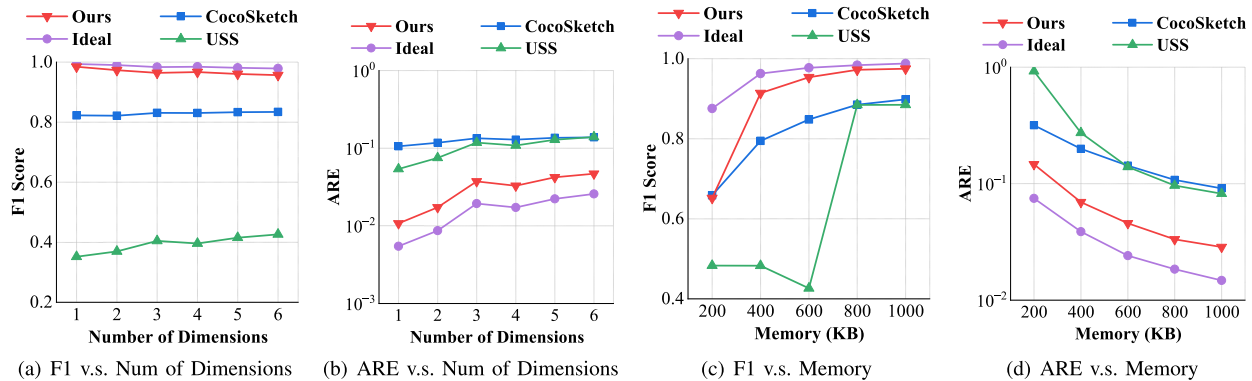 Ours CocoSketch
Ideal USS
F1 Score
1.0
0.8
0.6
0.4
0.2
1 2 3 4 5 6
Number of Dimensions
(a) F1 v.s. Num of Dimensions
Ours CocoSketch
Ideal USS
ARE
10⁰
10⁻¹
10⁻²
10⁻³
1 2 3 4 5 6
Number of Dimensions
(b) ARE v.s. Num of Dimensions
Ours CocoSketch
Ideal USS
F1 Score
1.0
0.8
0.6
0.4
200 400 600 800 1000
Memory (KB)
(c) F1 v.s. Memory
Ours CocoSketch
Ideal USS
ARE
10⁰
10⁻¹
10⁻²
200 400 600 800 1000
Memory (KB)
(d) ARE v.s. Memory